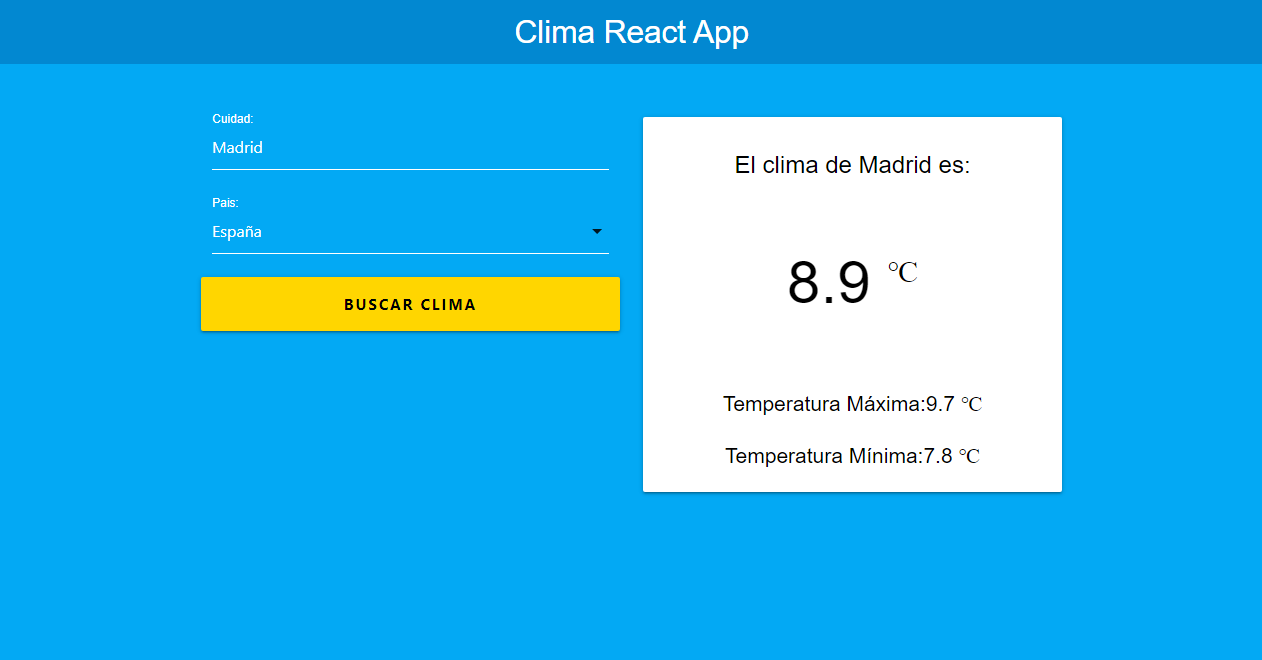 Clima React App
Cuidad:
Madrid
Pais:
España
BUSCAR CLIMA
El clima de Madrid es:
8.9 ℃
Temperatura Máxima:9.7 ℃
Temperatura Mínima:7.8 ℃